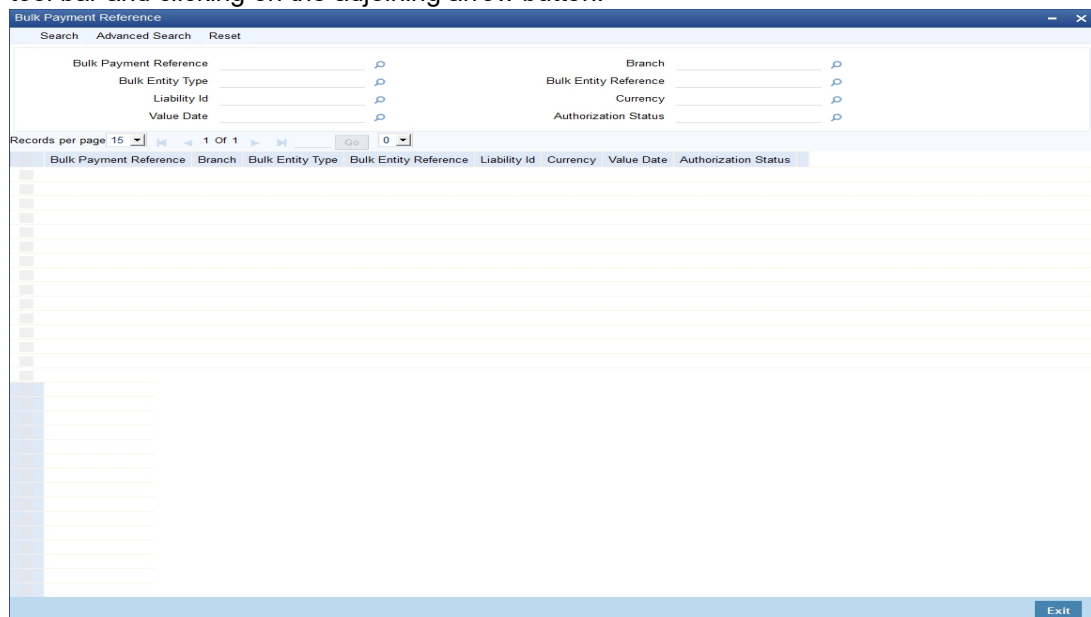 tool bar and clicking on the adjoining arrow button.
Bulk Payment Reference
Search Advanced Search Reset
Bulk Payment Reference Branch
Bulk Entity Type Bulk Entity Reference
Liability Id Currency
Value Date Authorization Status
Records per page 15 1 Of 1 Go 0
Bulk Payment Reference Branch Bulk Entity Type Bulk Entity Reference Liability Id Currency Value Date Authorization Status
Exit